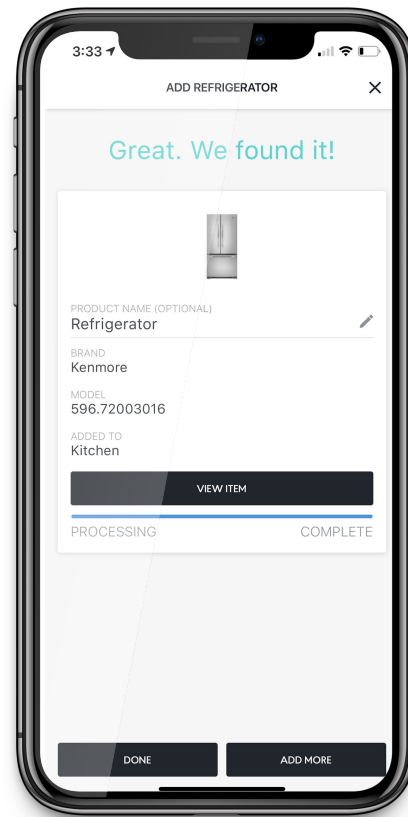 3:33
ADD REFRIGERATOR
Great. We found it!
PRODUCT NAME (OPTIONAL)
Refrigerator
BRAND
Kenmore
MODEL
596.72003016
ADDED TO
Kitchen
VIEW ITEM
PROCESSING COMPLETE
DONE ADD MORE